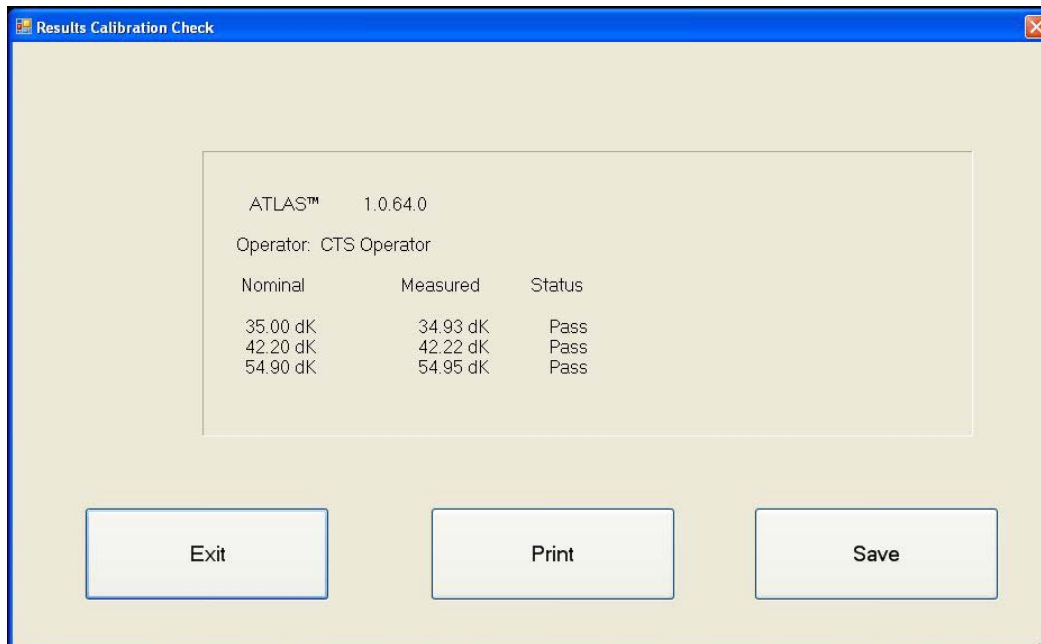 Results Calibration Check
ATLAS™ 1.0.64.0
Operator: CTS Operator
Nominal Measured Status
35.00 dK 34.93 dK Pass
42.20 dK 42.22 dK Pass
54.90 dK 54.95 dK Pass
Exit Print Save